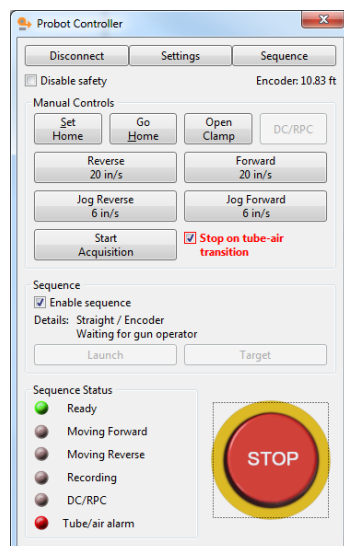 Probot Controller
Disconnect
Settings
Sequence
Disable safety
Encoder: 10.83 ft
Manual Controls
Set Home
Go Home
Open Clamp
DC/RPC
Reverse
20 in/s
Forward
20 in/s
Jog Reverse
6 in/s
Jog Forward
6 in/s
Start
Acquisition
Stop on tube-air
transition
Sequence
Enable sequence
Details: Straight / Encoder
Waiting for gun operator
Launch
Target
Sequence Status
Ready
Moving Forward
Moving Reverse
Recording
DC/RPC
Tube/air alarm
STOP